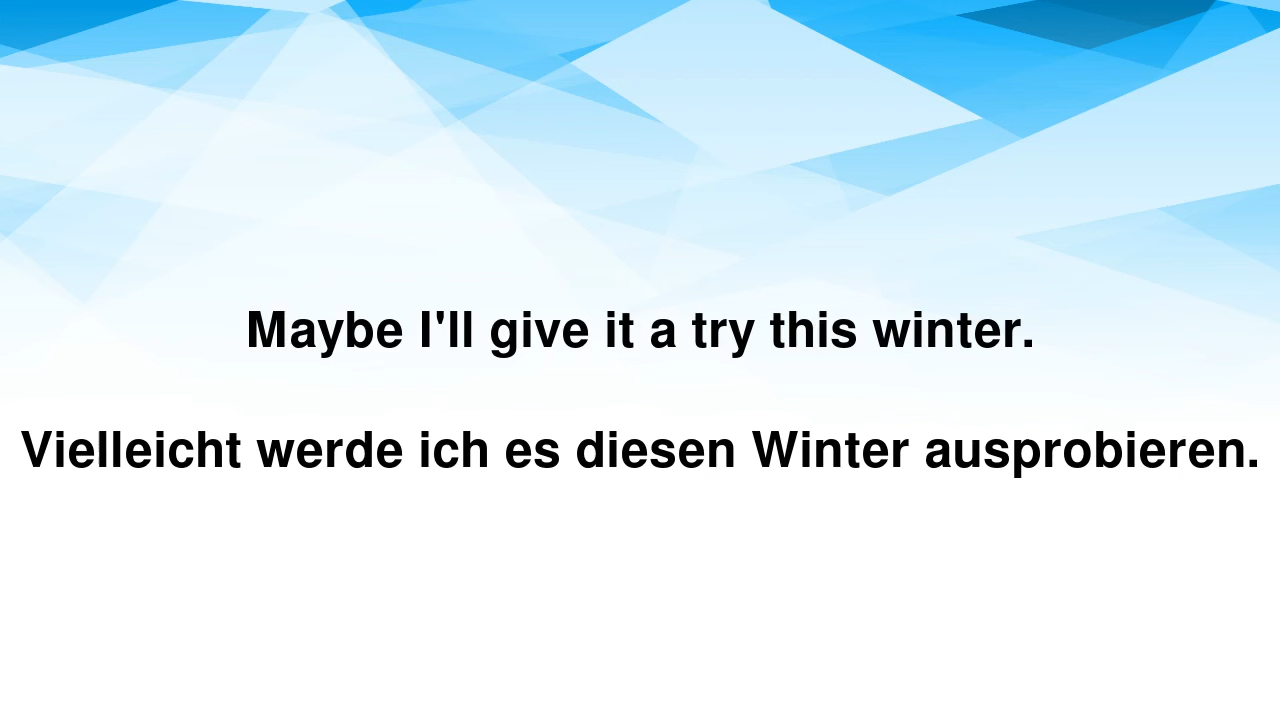 Maybe I'll give it a try this winter.
Vielleicht werde ich es diesen Winter ausprobieren.